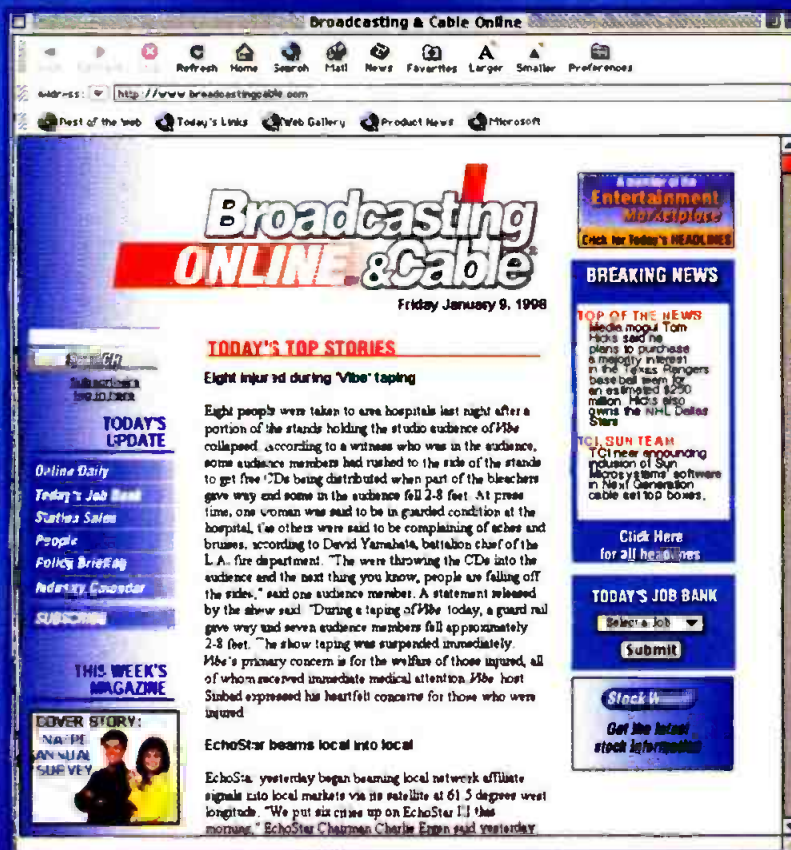 Broadcasting & Cable Online
Refresh Home Search Mail News Favorites Larger Smaller Preferences
Address: http://www.broadcastingcable.com
Best of the Web Today's Links Web Gallery Product News Microsoft
Broadcasting
ONLINE &Cable
Friday January 9, 1998
TODAY'S UPDATE
Online Daily
Today's Job Bank
Station Sales
People
Policy Briefing
Industry Calendar
SUBSCRIBE
THIS WEEK'S
MAGAZINE
COVER STORY:
NATPE
ANNUAL
SURVEY
TODAY'S TOP STORIES
Eight injured during 'Vibe' taping
Eight people were taken to area hospitals last night after a
portion of the stands holding the studio audience of Vibe
collapsed. According to a witness who was in the audience,
some audience members had rushed to the side of the stands
to get free CDs being distributed when part of the bleachers
gave way and some in the audience fell 2-8 feet. At press
time, one woman was said to be in guarded condition at the
hospital, the others were said to be complaining of aches and
bruises, according to David Yamahata, battalion chief of the
L.A. fire department. "The were throwing the CDs into the
audience and the next thing you know, people are falling off
the sides," said one audience member. A statement released
by the show said: "During a taping of Vibe today, a guard rail
gave way and seven audience members fell approximately
2-8 feet. The show taping was suspended immediately.
Vibe's primary concern is for the welfare of those injured, all
of whom received immediate medical attention. Vibe host
Sinbad expressed his heartfelt concerns for those who were
injured
EchoStar beams local into local
EchoStar yesterday began beaming local network affiliate
signals into local markets via its satellite at 61.5 degrees west
longitude. "We put six cities up on EchoStar III this
morning," EchoStar Chairman Charlie Ergen said yesterday
A member of the
Entertainment
Marketplace
Click for Today's HEADLINES
BREAKING NEWS
TOP OF THE NEWS
Media mogul Tom
Hicks said he
plans to purchase
a majority interest
in the Texas Rangers
baseball team for
an estimated $250
million. Hicks also
owns the NHL Dallas
Stars
TCI, SUN TEAM
TCI near announcing
inclusion of Sun
Microsystems' software
in Next Generation
cable set top boxes.
Click Here
for all headlines
TODAY'S JOB BANK
Select a Job
Submit
Stock
Get the latest
stock information